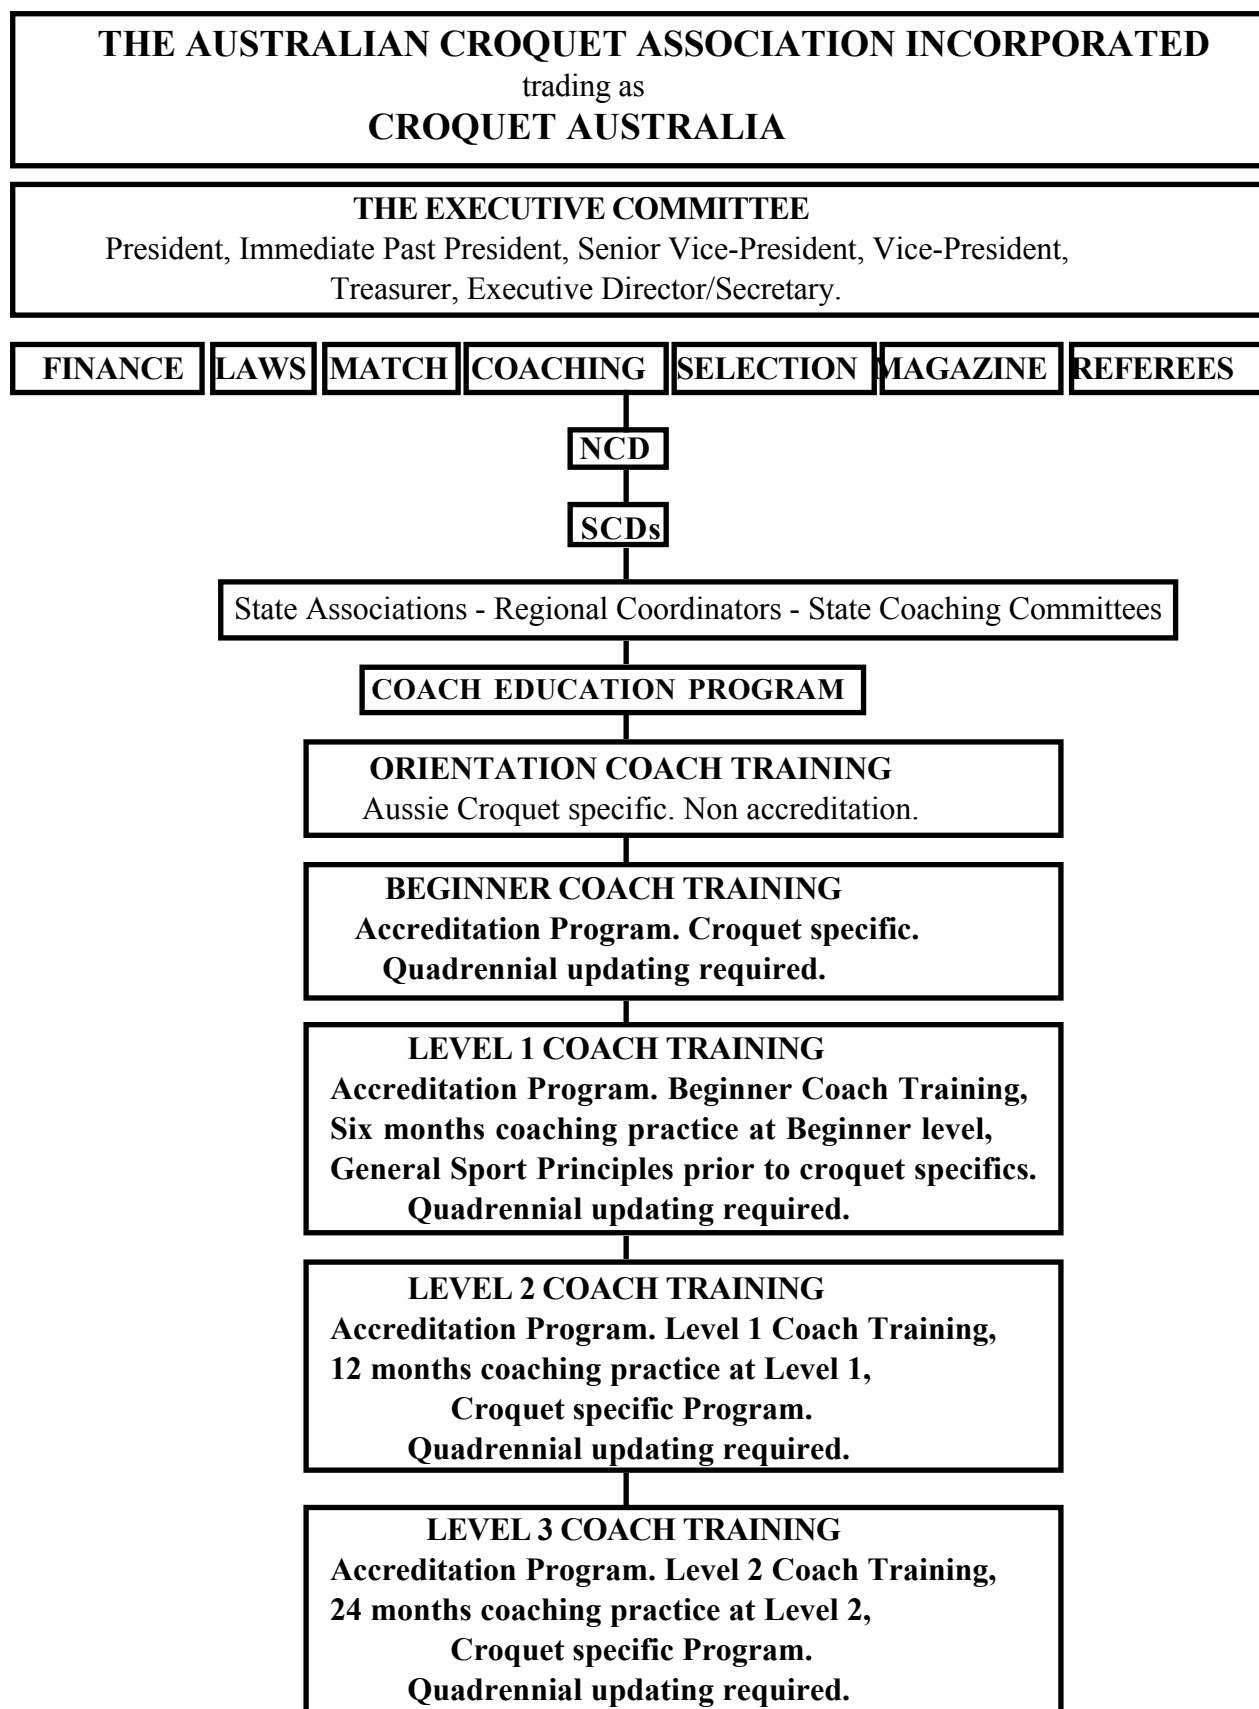 THE AUSTRALIAN CROQUET ASSOCIATION INCORPORATED
trading as
CROQUET AUSTRALIA
THE EXECUTIVE COMMITTEE
President, Immediate Past President, Senior Vice-President, Vice-President,
Treasurer, Executive Director/Secretary.
FINANCE LAWS MATCH COACHING SELECTION MAGAZINE REFEREES
NCD
SCDs
State Associations - Regional Coordinators - State Coaching Committees
COACH EDUCATION PROGRAM
ORIENTATION COACH TRAINING
Aussie Croquet specific. Non accreditation.
BEGINNER COACH TRAINING
Accreditation Program. Croquet specific.
Quadrennial updating required.
LEVEL 1 COACH TRAINING
Accreditation Program. Beginner Coach Training,
Six months coaching practice at Beginner level,
General Sport Principles prior to croquet specifics.
Quadrennial updating required.
LEVEL 2 COACH TRAINING
Accreditation Program. Level 1 Coach Training,
12 months coaching practice at Level 1,
Croquet specific Program.
Quadrennial updating required.
LEVEL 3 COACH TRAINING
Accreditation Program. Level 2 Coach Training,
24 months coaching practice at Level 2,
Croquet specific Program.
Quadrennial updating required.